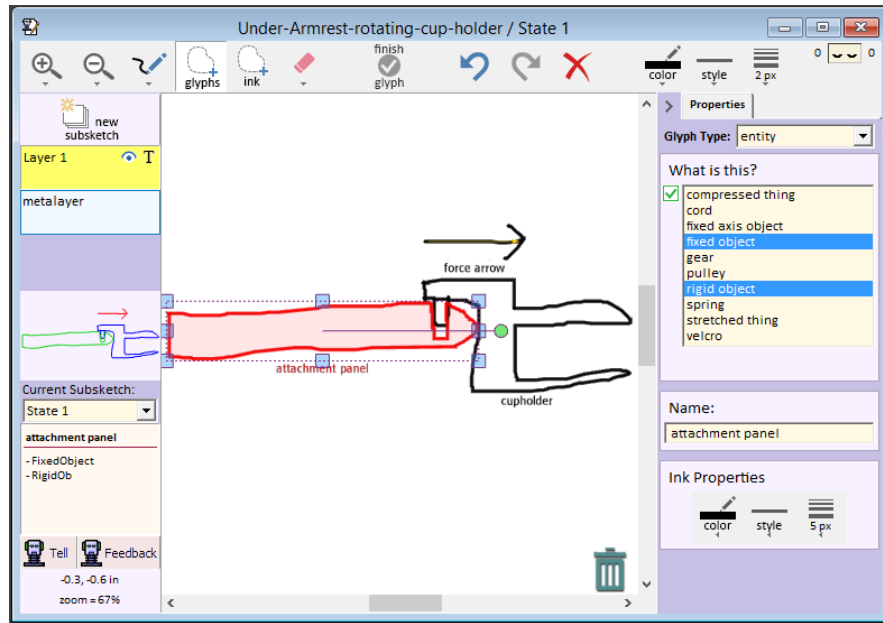 Under-Armrest-rotating-cup-holder / State 1
glyphs
ink
finish
glyph
color
style
2 px
0
0
new
subsketch
Layer 1
T
metalayer
Current Subsketch:
State 1
attachment panel
- FixedObject
- RigidOb
Tell
Feedback
-0.3, -0.6 in
zoom = 67%
force arrow
attachment panel
cupholder
Properties
Glyph Type: entity
What is this?
compressed thing
cord
fixed axis object
fixed object
gear
pulley
rigid object
spring
stretched thing
velcro
Name:
attachment panel
Ink Properties
color
style
5 px